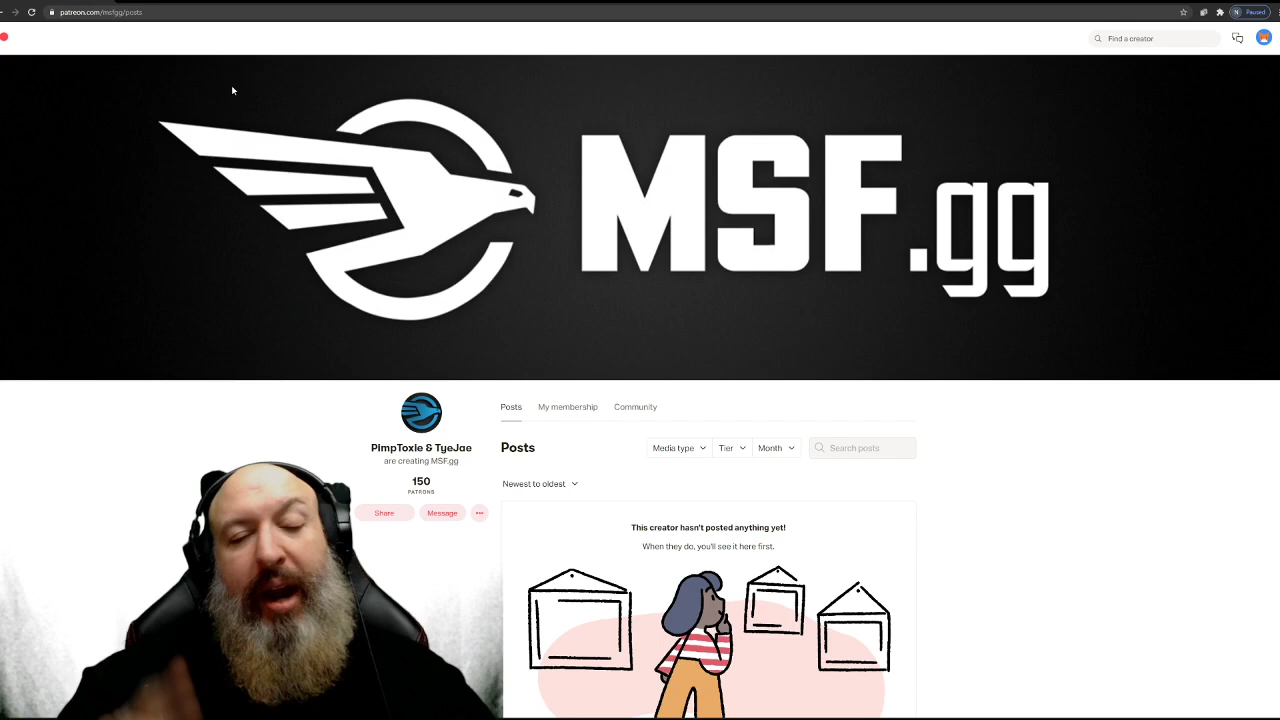 patreon.com/msfgg/posts
N Paused
Find a creator
MSF.gg
PimpToxie & TyeJae
are creating MSF.gg
150
PATRONS
Share
Message
Posts
My membership
Community
Posts
Media type
Tier
Month
Search posts
Newest to oldest
This creator hasn't posted anything yet!
When they do, you'll see it here first.